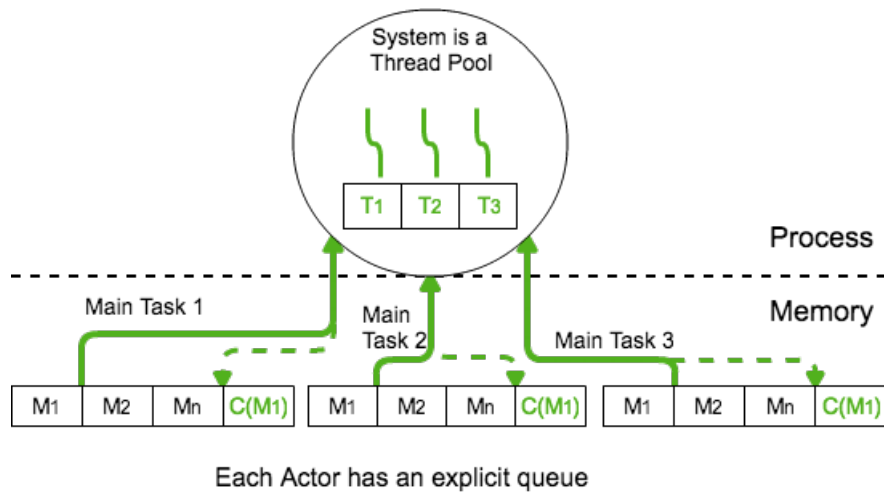 System is a
Thread Pool
T1 T2 T3
Process
Memory
Main Task 1
Main
Task 2
Main Task 3
M1 M2 Mn C(M1) M1 M2 Mn C(M1) M1 M2 Mn C(M1)
Each Actor has an explicit queue